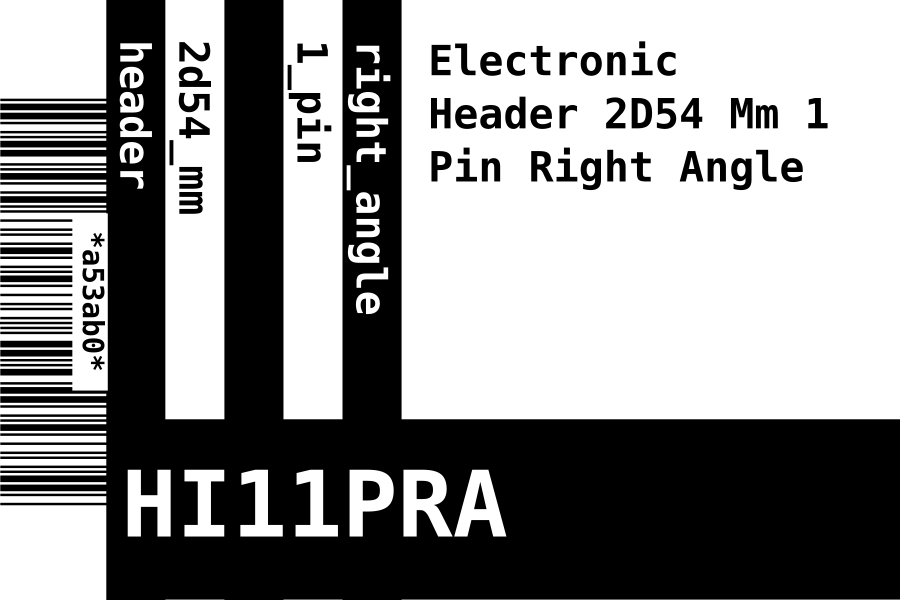 *a53ab0*
header
2d54_mm
1_pin
right_angle
Electronic
Header 2D54 Mm 1
Pin Right Angle
HI11PRA